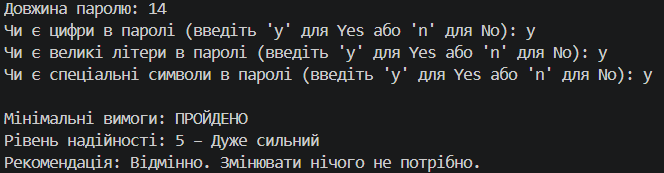 Довжина паролю: 14
Чи є цифри в паролі (введіть 'y' для Yes або 'n' для No): y
Чи є великі літери в паролі (введіть 'y' для Yes або 'n' для No): y
Чи є спеціальні символи в паролі (введіть 'y' для Yes або 'n' для No): y
Мінімальні вимоги: ПРОЙДЕНО
Рівень надійності: 5 – Дуже сильний
Рекомендація: Відмінно. Змінювати нічого не потрібно.